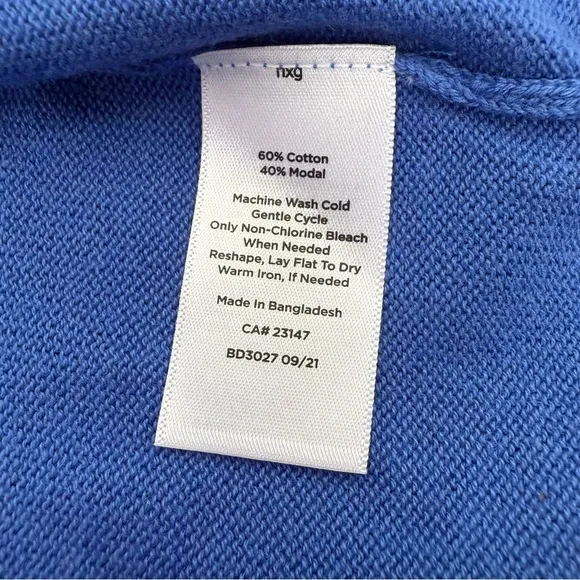 nxg
60% Cotton
40% Modal
Machine Wash Cold
Gentle Cycle
Only Non-Chlorine Bleach
When Needed
Reshape, Lay Flat To Dry
Warm Iron, If Needed
Made In Bangladesh
CA# 23147
BD3027 09/21